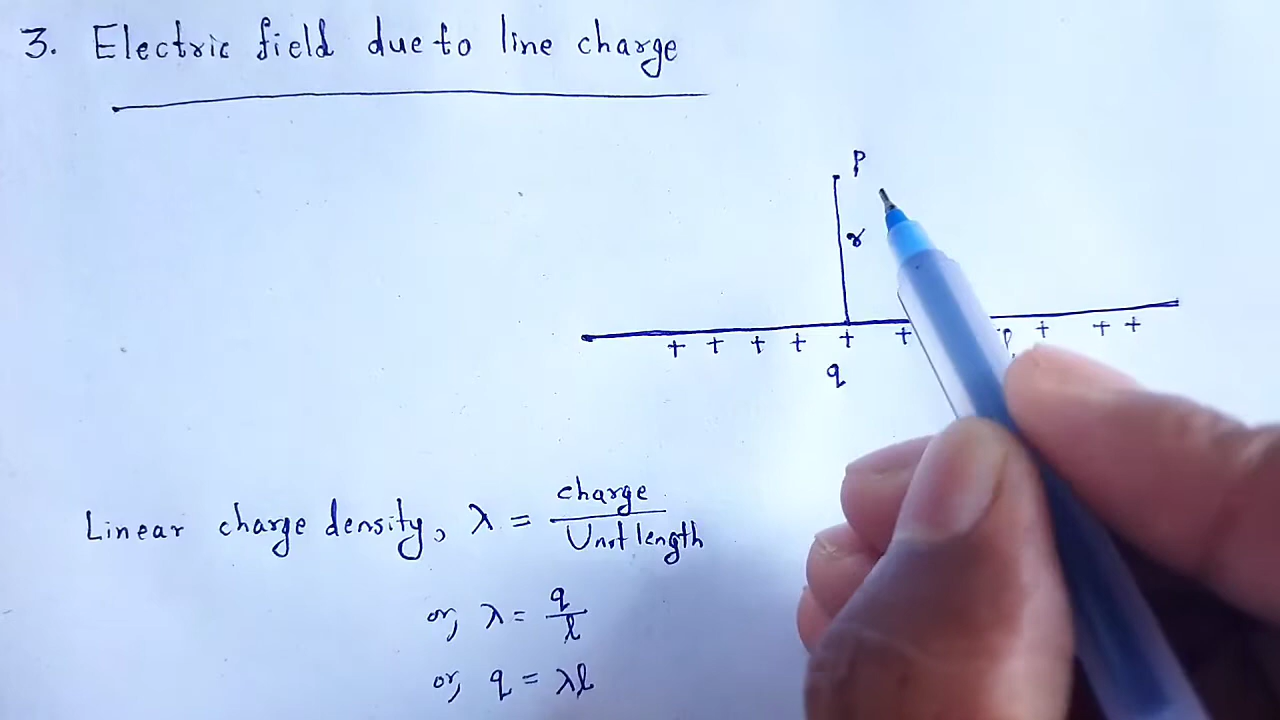 3. Electric field due to line charge
P
r
+ + + + + + + + +
q
Linear charge density, λ = charge / Unit length
or, λ = q / l
or, q = λl